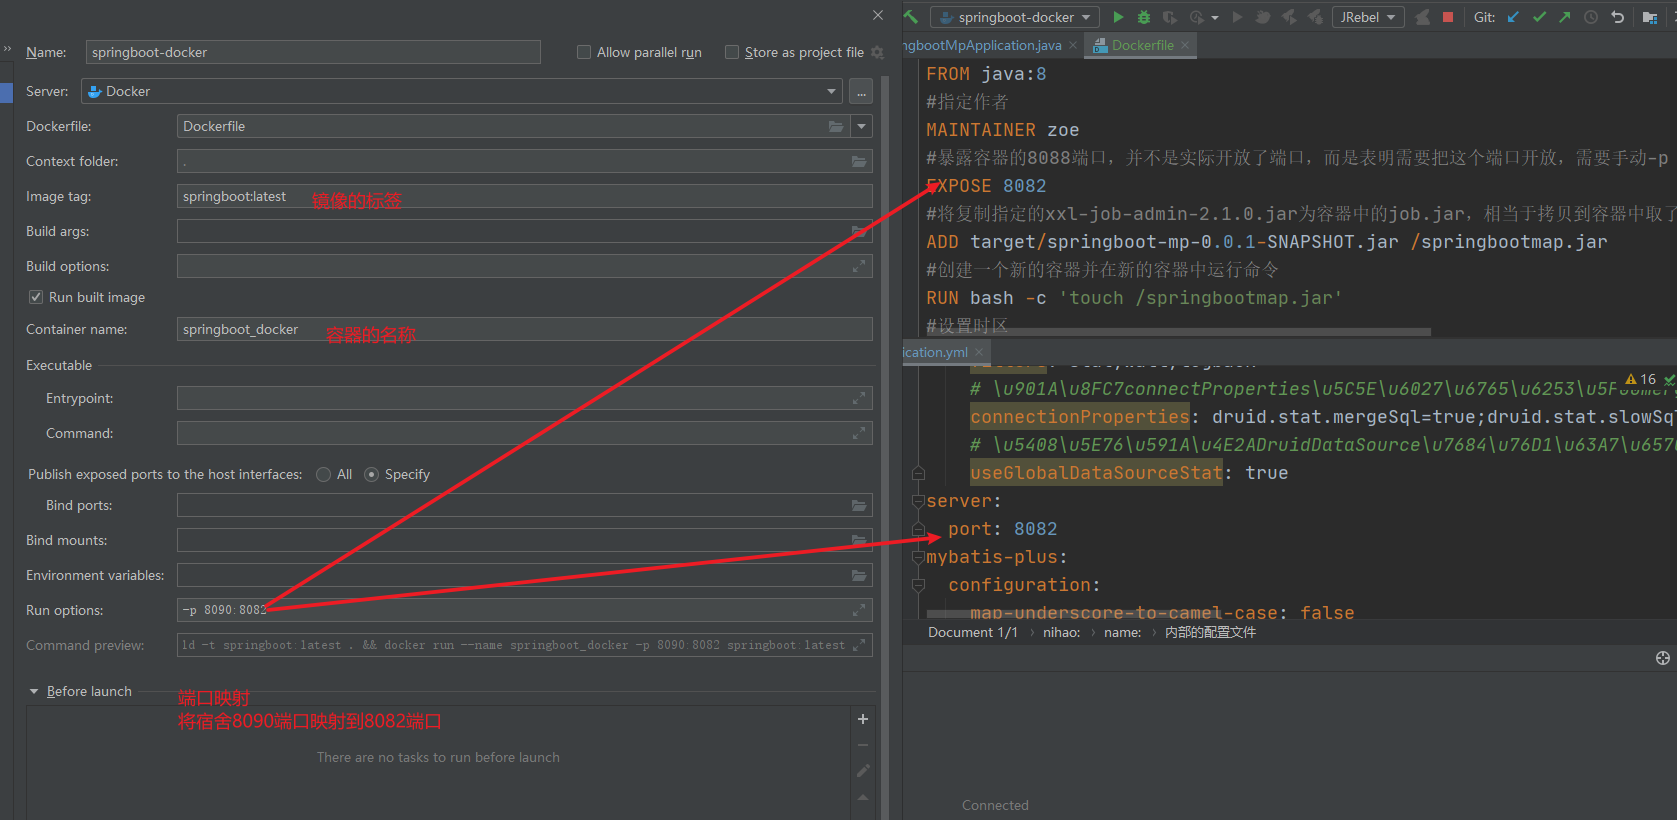 Name:
springboot-docker
Allow parallel run
Store as project file
Server:
Docker
...
Dockerfile:
Dockerfile
Context folder:
.
Image tag:
springboot:latest
镜像的标签
Build args:
Build options:
Run built image
Container name:
springboot_docker
容器的名称
Executable
Entrypoint:
Command:
Publish exposed ports to the host interfaces:
All
Specify
Bind ports:
Bind mounts:
Environment variables:
Run options:
-p 8090:8082
Command preview:
ld -t springboot:latest . && docker run --name springboot_docker -p 8090:8082 springboot:latest
Before launch
端口映射
将宿舍8090端口映射到8082端口
There are no tasks to run before launch
springboot-docker
JRebel
Git:
ngbootMpApplication.java
Dockerfile
FROM java:8
#指定作者
MAINTAINER zoe
#暴露容器的8088端口，并不是实际开放了端口，而是表明需要把这个端口开放，需要手动-p
EXPOSE 8082
#将复制指定的xxl-job-admin-2.1.0.jar为容器中的job.jar，相当于拷贝到容器中取了
ADD target/springboot-mp-0.0.1-SNAPSHOT.jar /springbootmap.jar
#创建一个新的容器并在新的容器中运行命令
RUN bash -c 'touch /springbootmap.jar'
#设置时区
ication.yml
16
# \u901A\u8FC7connectProperties\u5C5E\u6027\u6765\u6253\u5F
connectionProperties: druid.stat.mergeSql=true;druid.stat.slowSq
# \u5408\u5E76\u591A\u4E2ADruidDataSource\u7684\u76D1\u63A7\u657
useGlobalDataSourceStat: true
server:
port: 8082
mybatis-plus:
configuration:
map-underscore-to-camel-case: false
Document 1/1 › nihao: › name: › 内部的配置文件
Connected